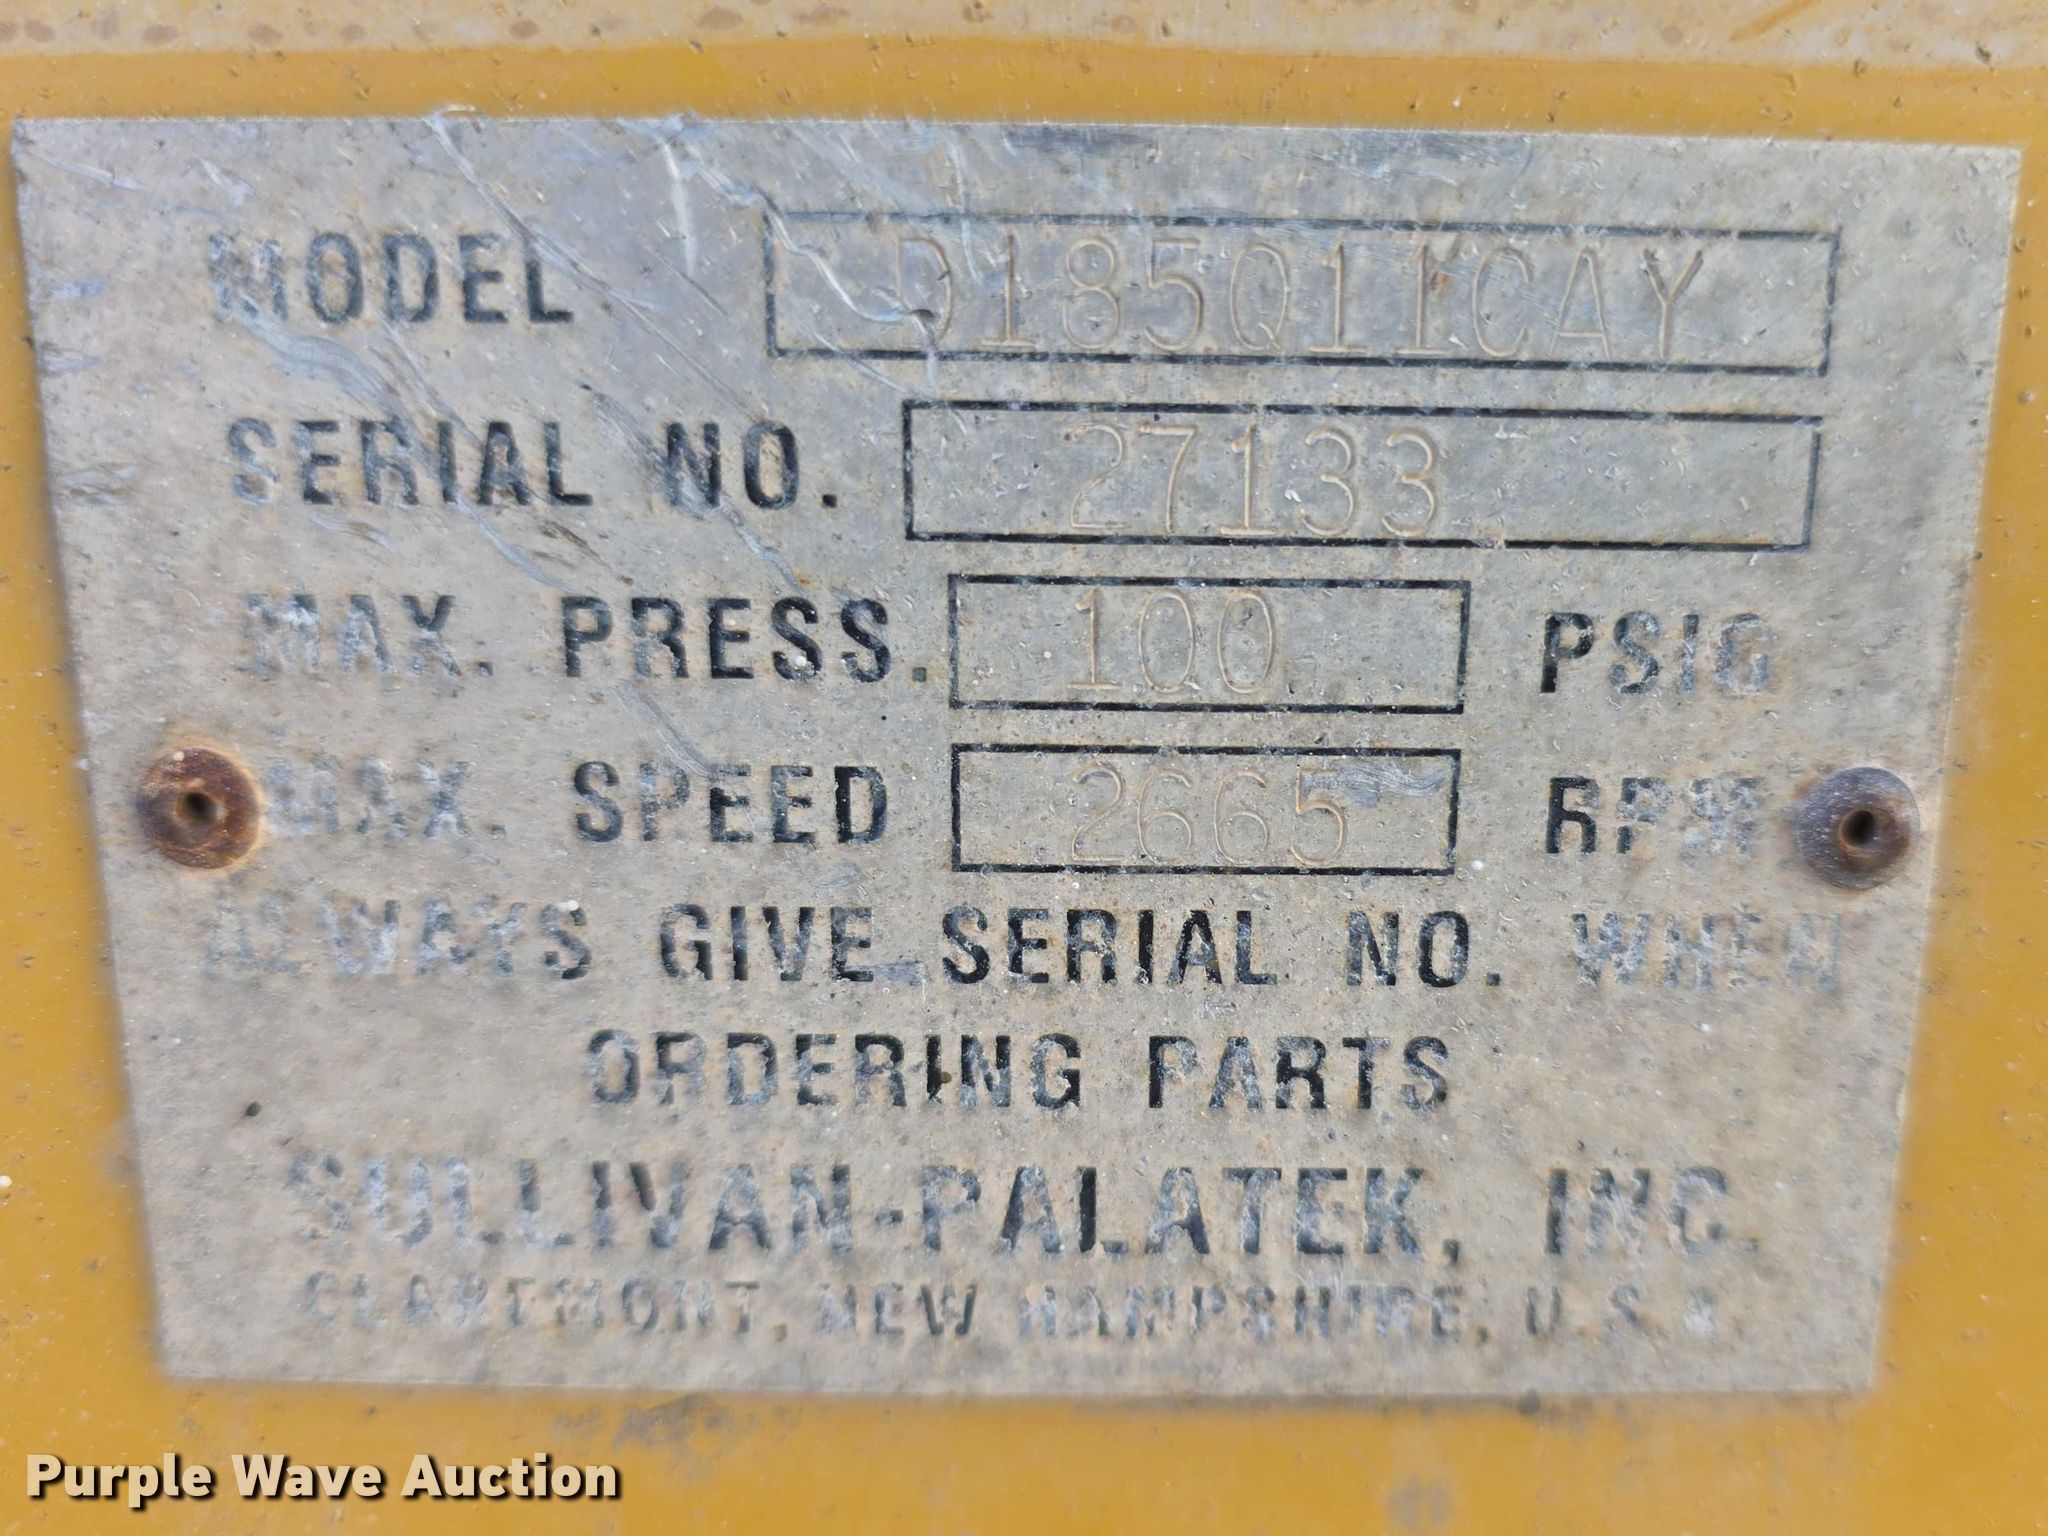 MODEL D185Q11CAY
SERIAL NO. 27133
MAX. PRESS. 100 PSIG
MAX. SPEED 2665 RPM
ALWAYS GIVE SERIAL NO. WHEN
ORDERING PARTS
SULLIVAN-PALATEK, INC.
CLAREMONT, NEW HAMPSHIRE, U.S.A.
Purple Wave Auction